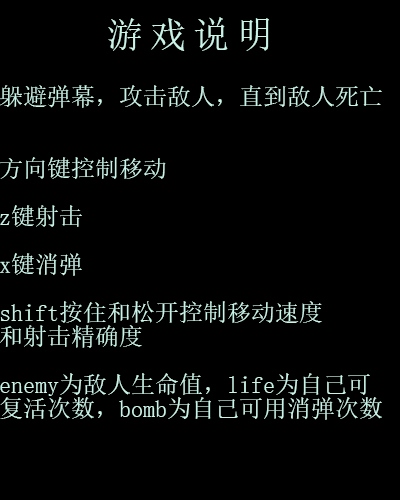 游戏说明
躲避弹幕，攻击敌人，直到敌人死亡
方向键控制移动
z键射击
x键消弹
shift按住和松开控制移动速度
和射击精确度
enemy为敌人生命值，life为自己可
复活次数，bomb为自己可用消弹次数